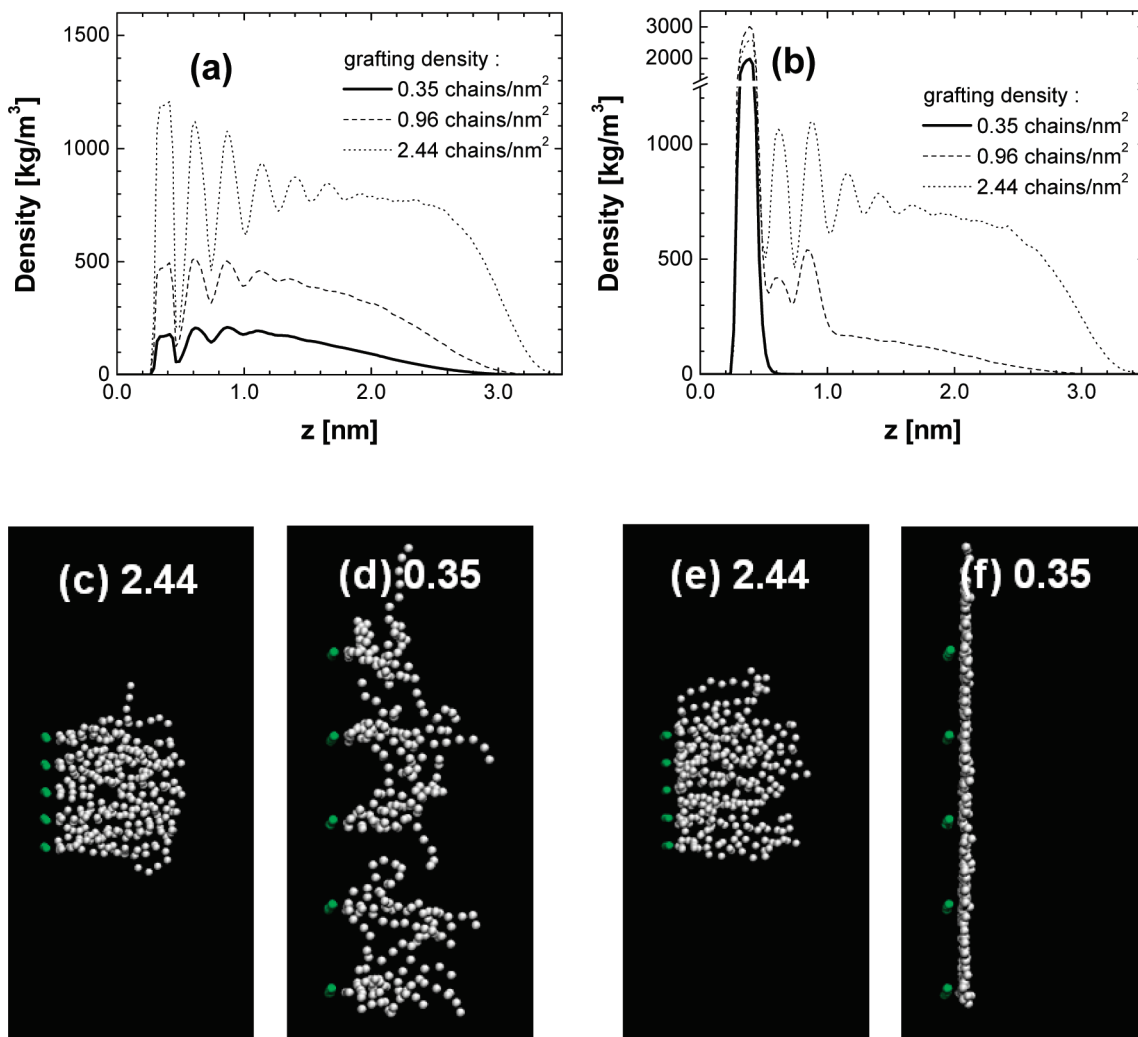 (a)
grafting density :
0.35 chains/nm²
0.96 chains/nm²
2.44 chains/nm²
Density [kg/m³]
1500
1000
500
0
0.0 1.0 2.0 3.0
z [nm]
(b)
grafting density :
0.35 chains/nm²
0.96 chains/nm²
2.44 chains/nm²
Density [kg/m³]
3000
2000
1000
500
0
0.0 1.0 2.0 3.0
z [nm]
(c) 2.44
(d) 0.35
(e) 2.44
(f) 0.35